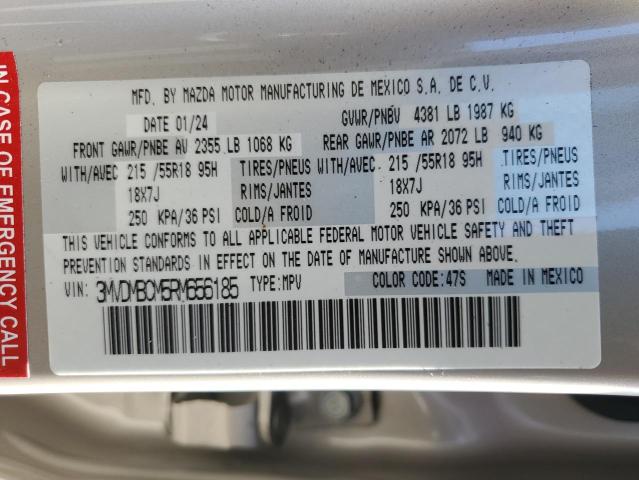 MFD. BY MAZDA MOTOR MANUFACTURING DE MEXICO S.A. DE C.V.
DATE 01/24 GVWR/PNBV 4381 LB 1987 KG
FRONT GAWR/PNBE AV 2355 LB 1068 KG REAR GAWR/PNBE AR 2072 LB 940 KG
WITH/AVEC 215 /55R18 95H TIRES/PNEUS WITH/AVEC 215 /55R18 95H TIRES/PNEUS
18X7J RIMS/JANTES 18X7J RIMS/JANTES
250 KPA/36 PSI COLD/A FROID 250 KPA/36 PSI COLD/A FROID
THIS VEHICLE CONFORMS TO ALL APPLICABLE FEDERAL MOTOR VEHICLE SAFETY AND THEFT
PREVENTION STANDARDS IN EFFECT ON THE DATE OF MANUFACTURE SHOWN ABOVE.
VIN: 3MVDMBCM5RM656185 TYPE:MPV COLOR CODE:47S MADE IN MEXICO
IN CASE OF EMERGENCY CALL